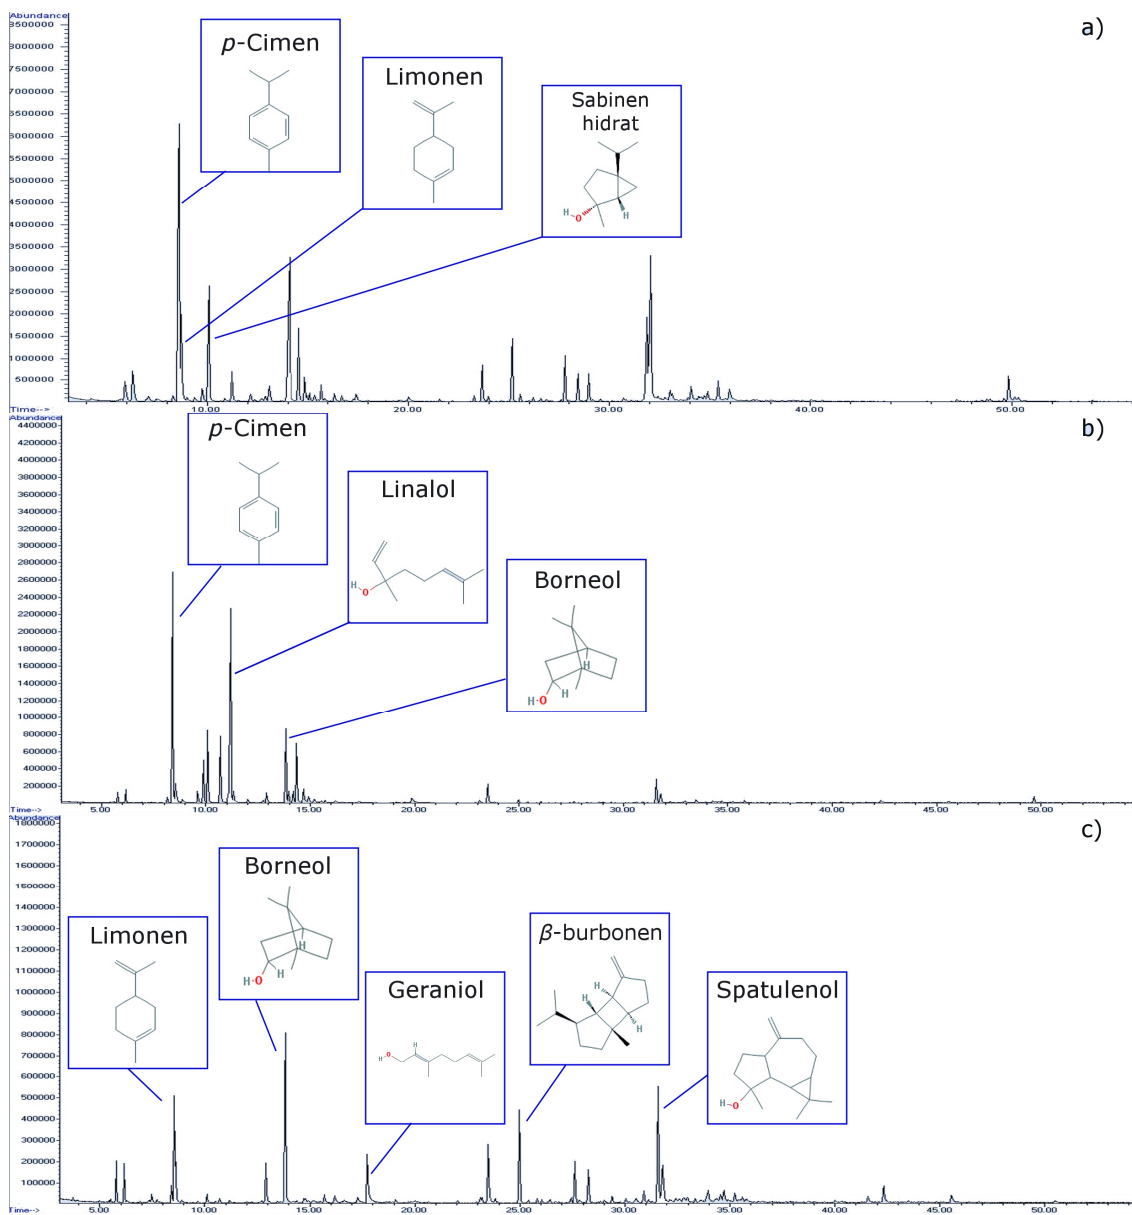 Abundance
a)
8500000
8000000
7500000
7000000
6500000
6000000
5500000
5000000
4500000
4000000
3500000
3000000
2500000
2000000
1500000
1000000
500000
p-Cimen
Limonen
Sabinen
hidrat
H
O
H
Time-->
10.00 20.00 30.00 40.00 50.00
Abundance
b)
4400000
4200000
4000000
3800000
3600000
3400000
3200000
3000000
2800000
2600000
2400000
2200000
2000000
1800000
1600000
1400000
1200000
1000000
800000
600000
400000
200000
p-Cimen
Linalol
H
O
Borneol
H
H-O
H
Time-->
5.00 10.00 15.00 20.00 25.00 30.00 35.00 40.00 45.00 50.00
Abundance
c)
1800000
1700000
1600000
1500000
1400000
1300000
1200000
1100000
1000000
900000
800000
700000
600000
500000
400000
300000
200000
100000
Limonen
Borneol
H
H-O
H
Geraniol
H
O
H
β-burbonen
H
H
H
Spatulenol
H-O
Time-->
5.00 10.00 15.00 20.00 25.00 30.00 35.00 40.00 45.00 50.00